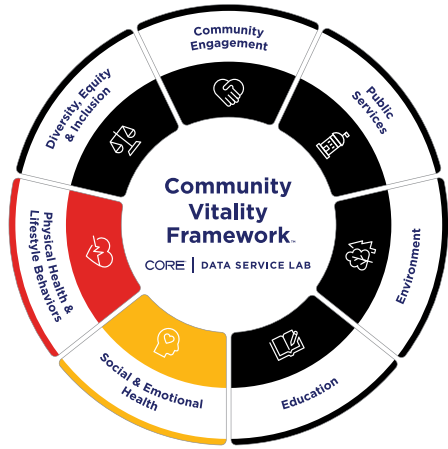 Community
Engagement
Public
Services
Environment
Education
Social & Emotional
Health
Physical Health &
Lifestyle Behaviors
Diversity, Equity
& Inclusion
Community
Vitality
Framework™
CORE | DATA SERVICE LAB